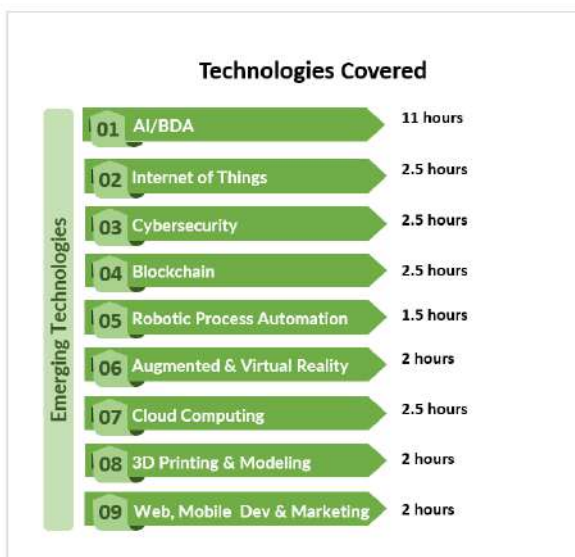 Technologies Covered
Emerging Technologies
01 AI/BDA 11 hours
02 Internet of Things 2.5 hours
03 Cybersecurity 2.5 hours
04 Blockchain 2.5 hours
05 Robotic Process Automation 1.5 hours
06 Augmented & Virtual Reality 2 hours
07 Cloud Computing 2.5 hours
08 3D Printing & Modeling 2 hours
09 Web, Mobile Dev & Marketing 2 hours